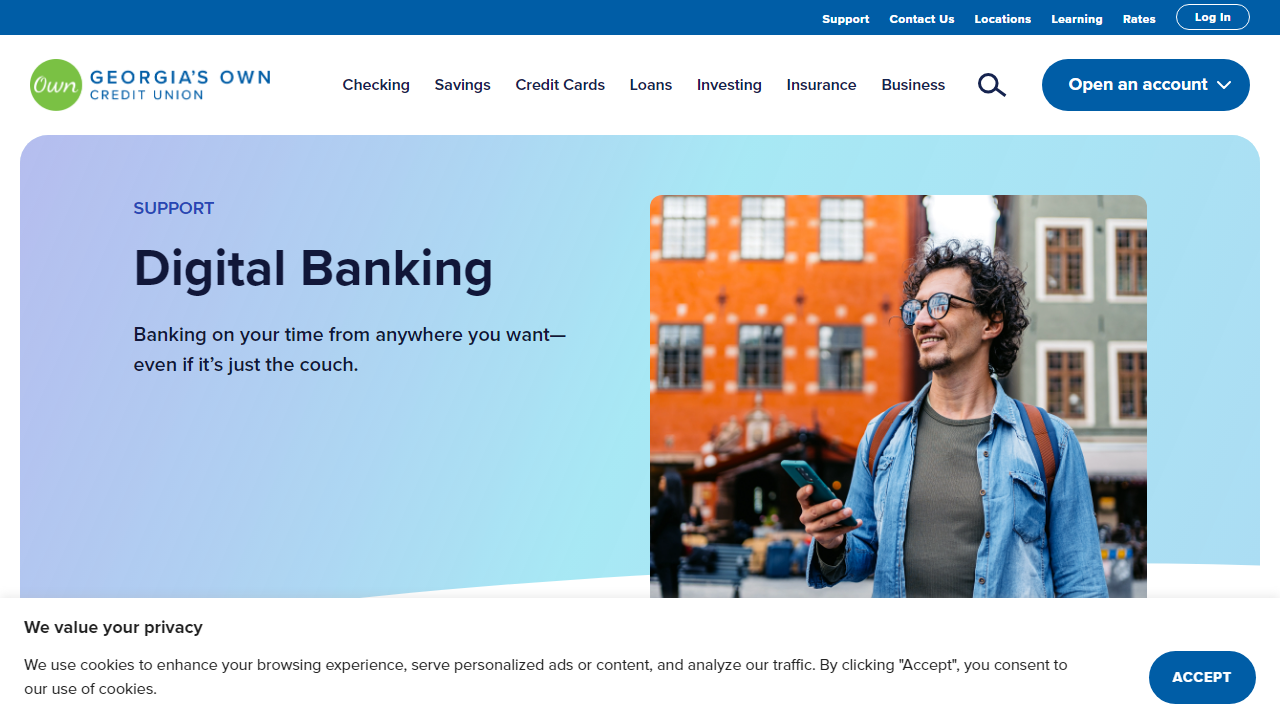 Support Contact Us Locations Learning Rates Log In
Own GEORGIA'S OWN
CREDIT UNION
Checking Savings Credit Cards Loans Investing Insurance Business Open an account
SUPPORT
Digital Banking
Banking on your time from anywhere you want—
even if it's just the couch.
We value your privacy
We use cookies to enhance your browsing experience, serve personalized ads or content, and analyze our traffic. By clicking "Accept", you consent to
our use of cookies.
ACCEPT